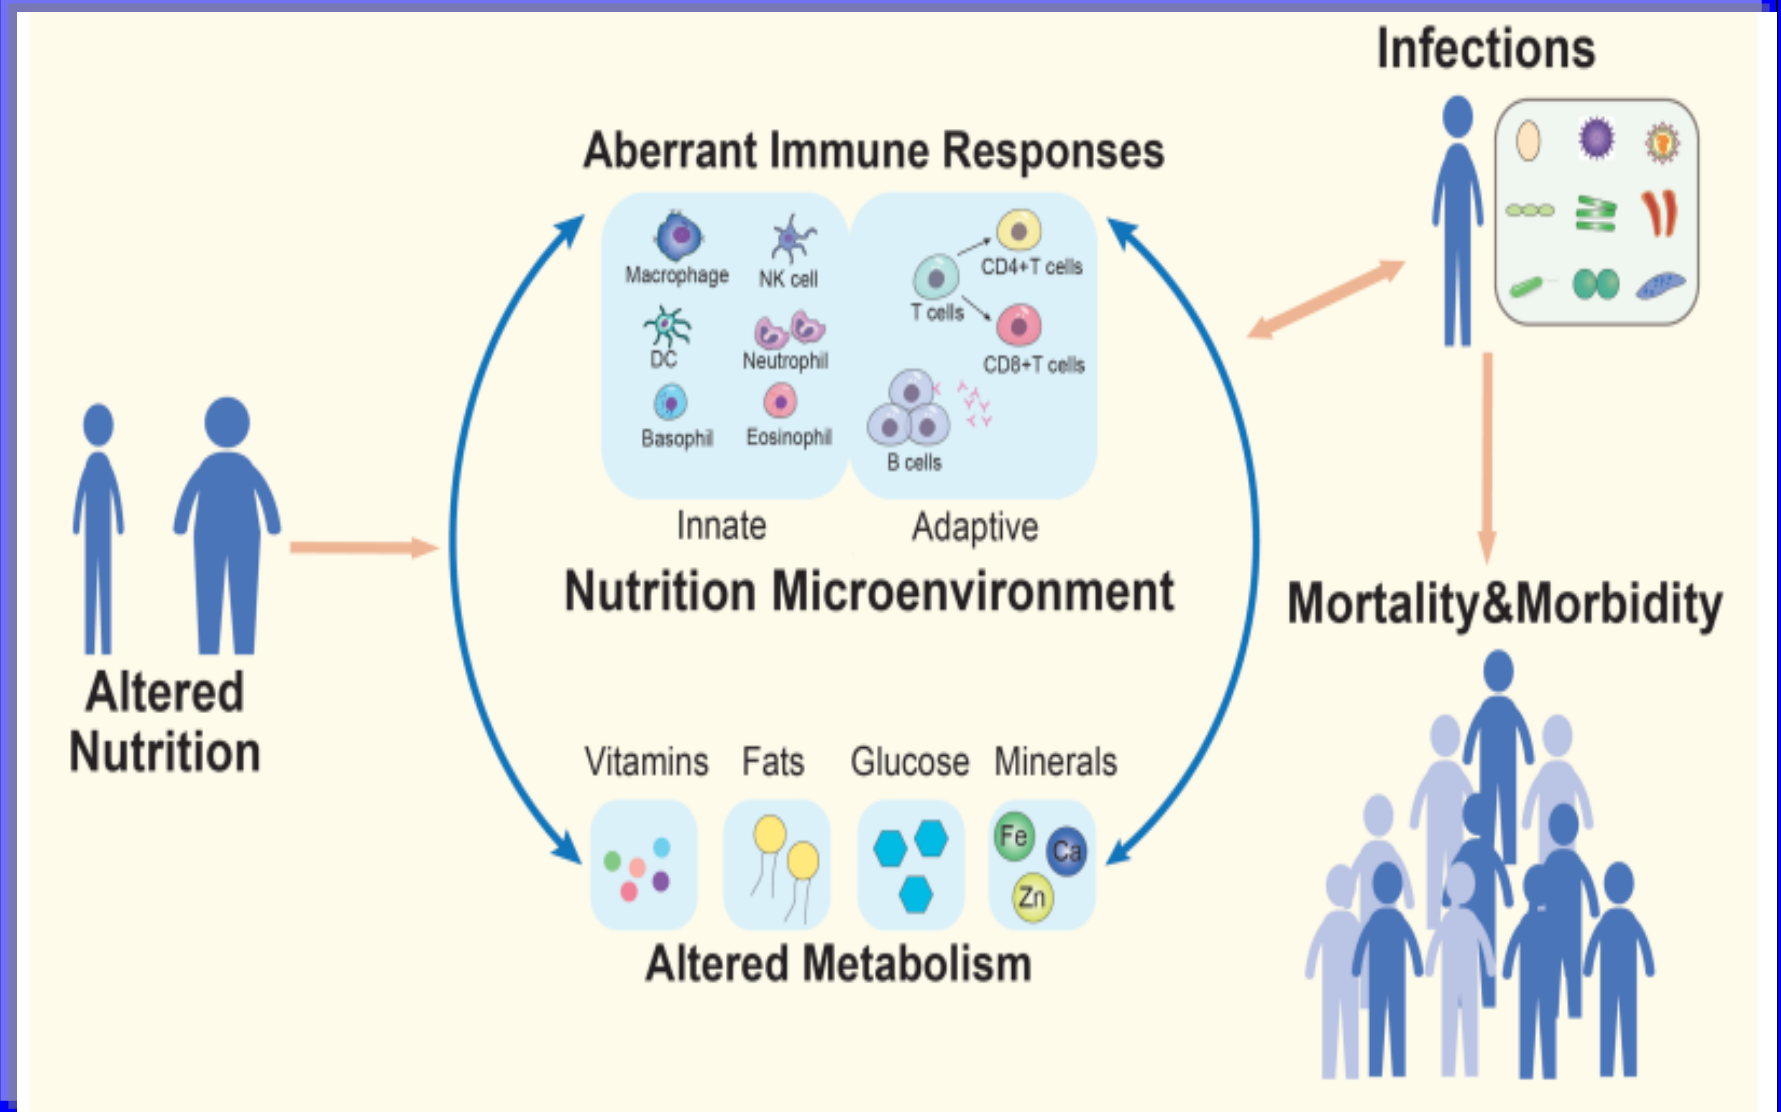 Infections
Aberrant Immune Responses
Macrophage
NK cell
DC
Neutrophil
Basophil
Eosinophil
T cells
CD4+T cells
CD8+T cells
B cells
Innate
Adaptive
Nutrition Microenvironment
Altered
Nutrition
Mortality&Morbidity
Vitamins
Fats
Glucose
Minerals
Fe
Ca
Zn
Altered Metabolism